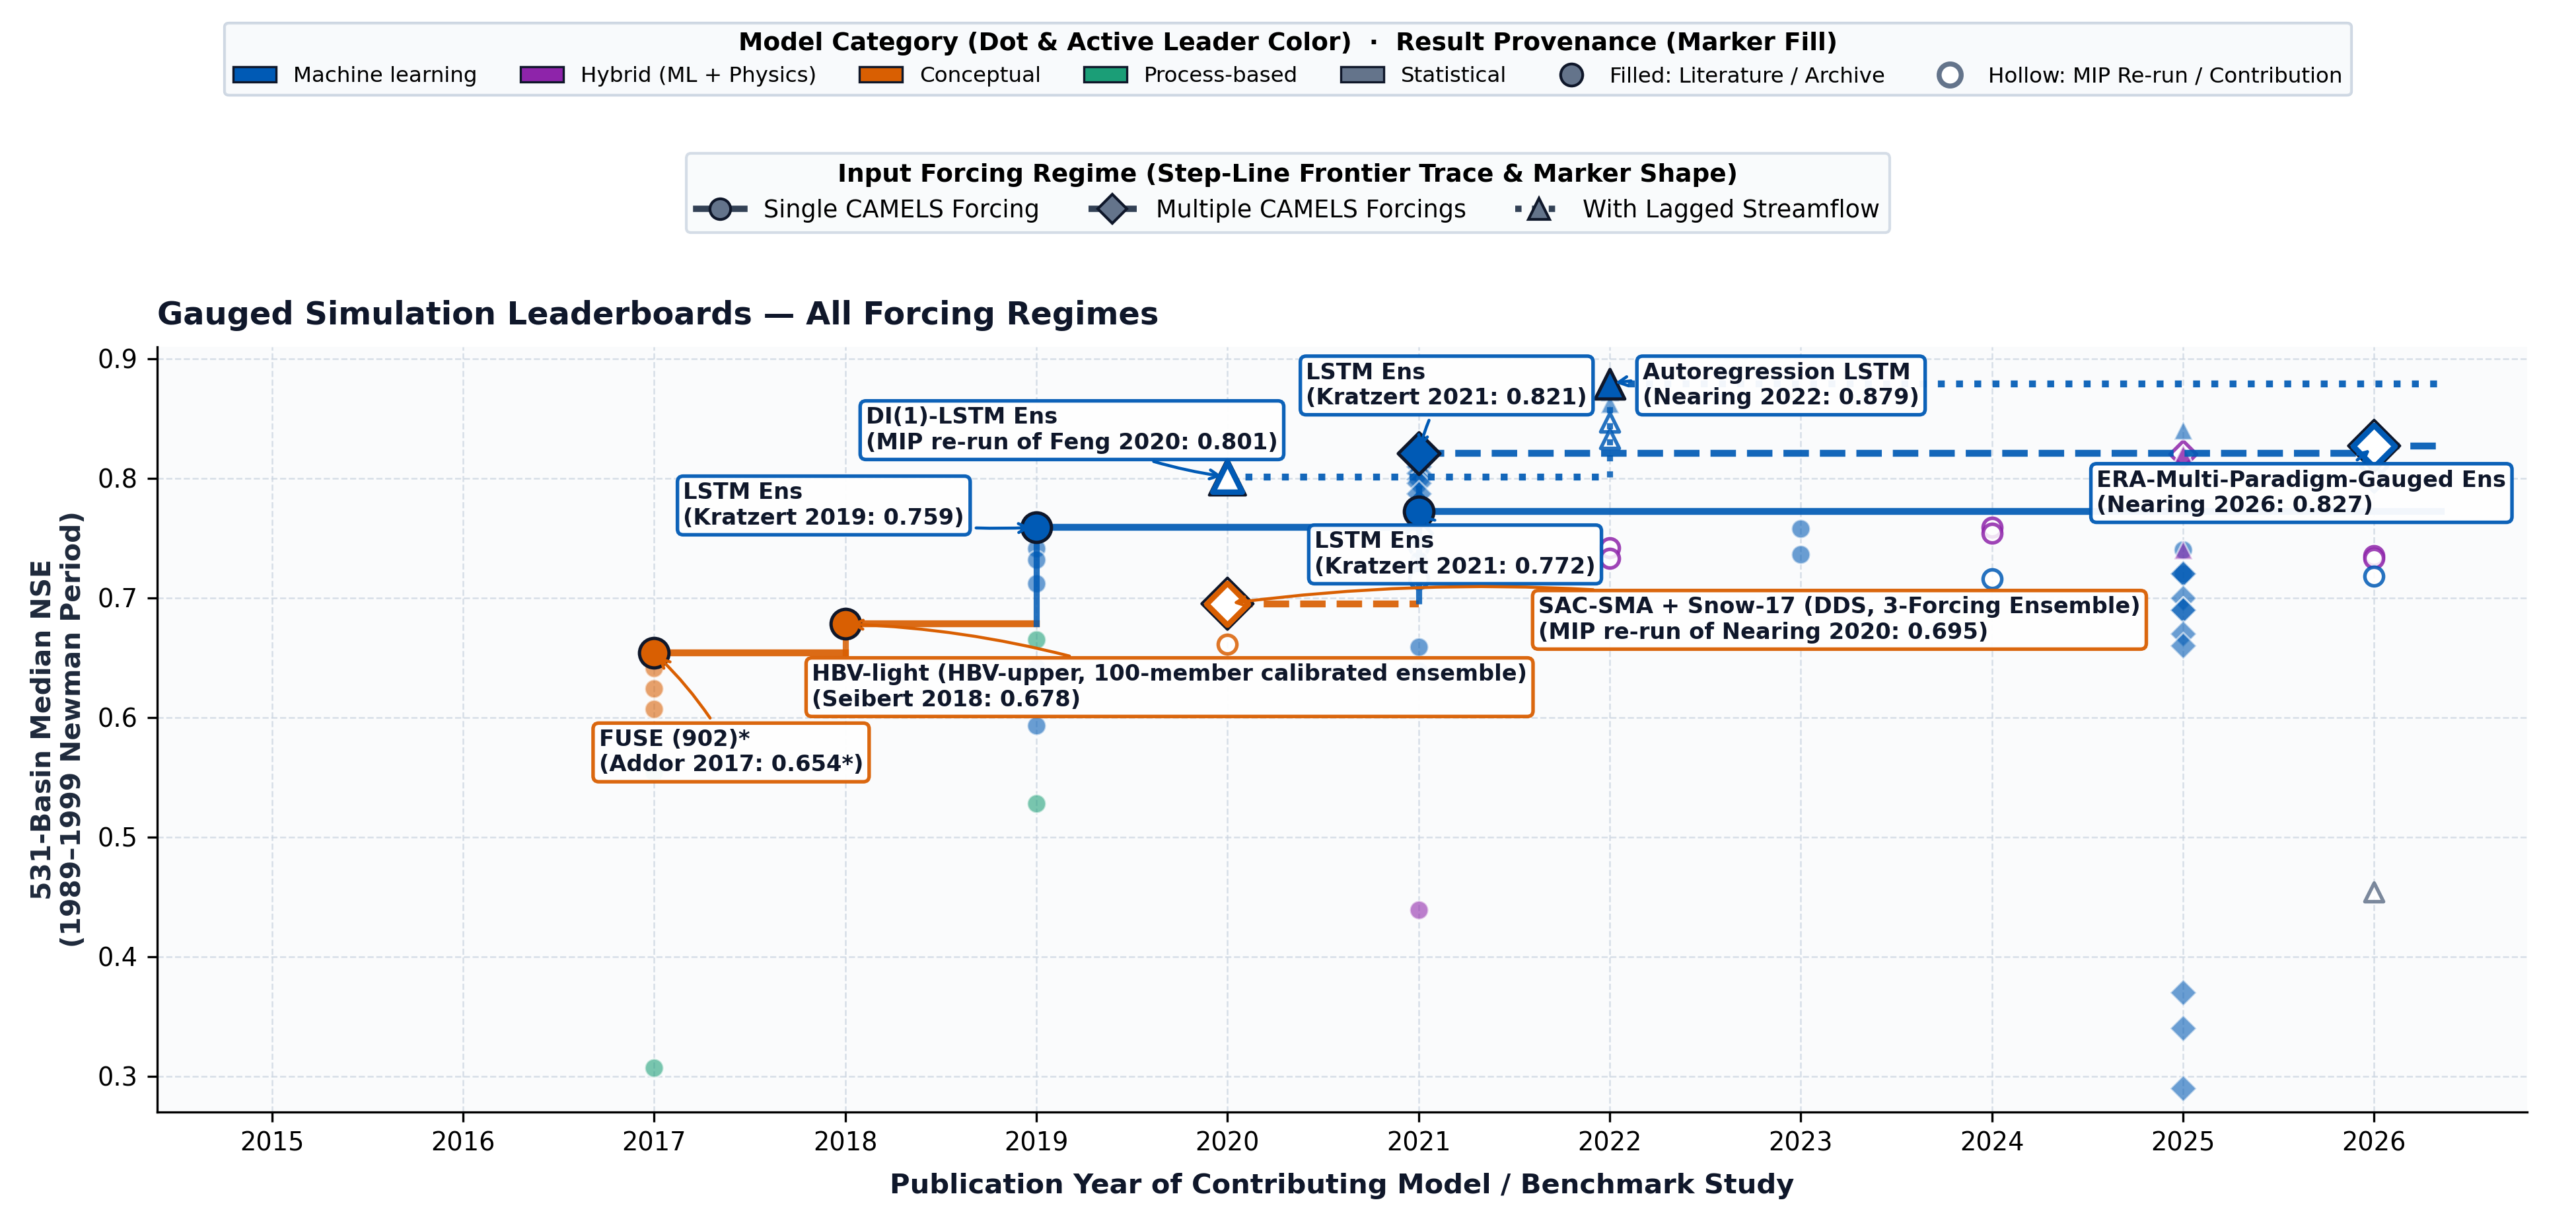 Model Category (Dot & Active Leader Color) · Result Provenance (Marker Fill)
Machine learning Hybrid (ML + Physics) Conceptual Process-based Statistical Filled: Literature / Archive Hollow: MIP Re-run / Contribution
Input Forcing Regime (Step-Line Frontier Trace & Marker Shape)
Single CAMELS Forcing Multiple CAMELS Forcings With Lagged Streamflow
Gauged Simulation Leaderboards — All Forcing Regimes
531-Basin Median NSE
(1989–1999 Newman Period)
0.9
0.8
0.7
0.6
0.5
0.4
0.3
LSTM Ens
(Kratzert 2021: 0.821)
Autoregression LSTM
(Nearing 2022: 0.879)
DI(1)-LSTM Ens
(MIP re-run of Feng 2020: 0.801)
LSTM Ens
(Kratzert 2019: 0.759)
ERA-Multi-Paradigm-Gauged Ens
(Nearing 2026: 0.827)
LSTM Ens
(Kratzert 2021: 0.772)
SAC-SMA + Snow-17 (DDS, 3-Forcing Ensemble)
(MIP re-run of Nearing 2020: 0.695)
HBV-light (HBV-upper, 100-member calibrated ensemble)
(Seibert 2018: 0.678)
FUSE (902)*
(Addor 2017: 0.654*)
2015 2016 2017 2018 2019 2020 2021 2022 2023 2024 2025 2026
Publication Year of Contributing Model / Benchmark Study